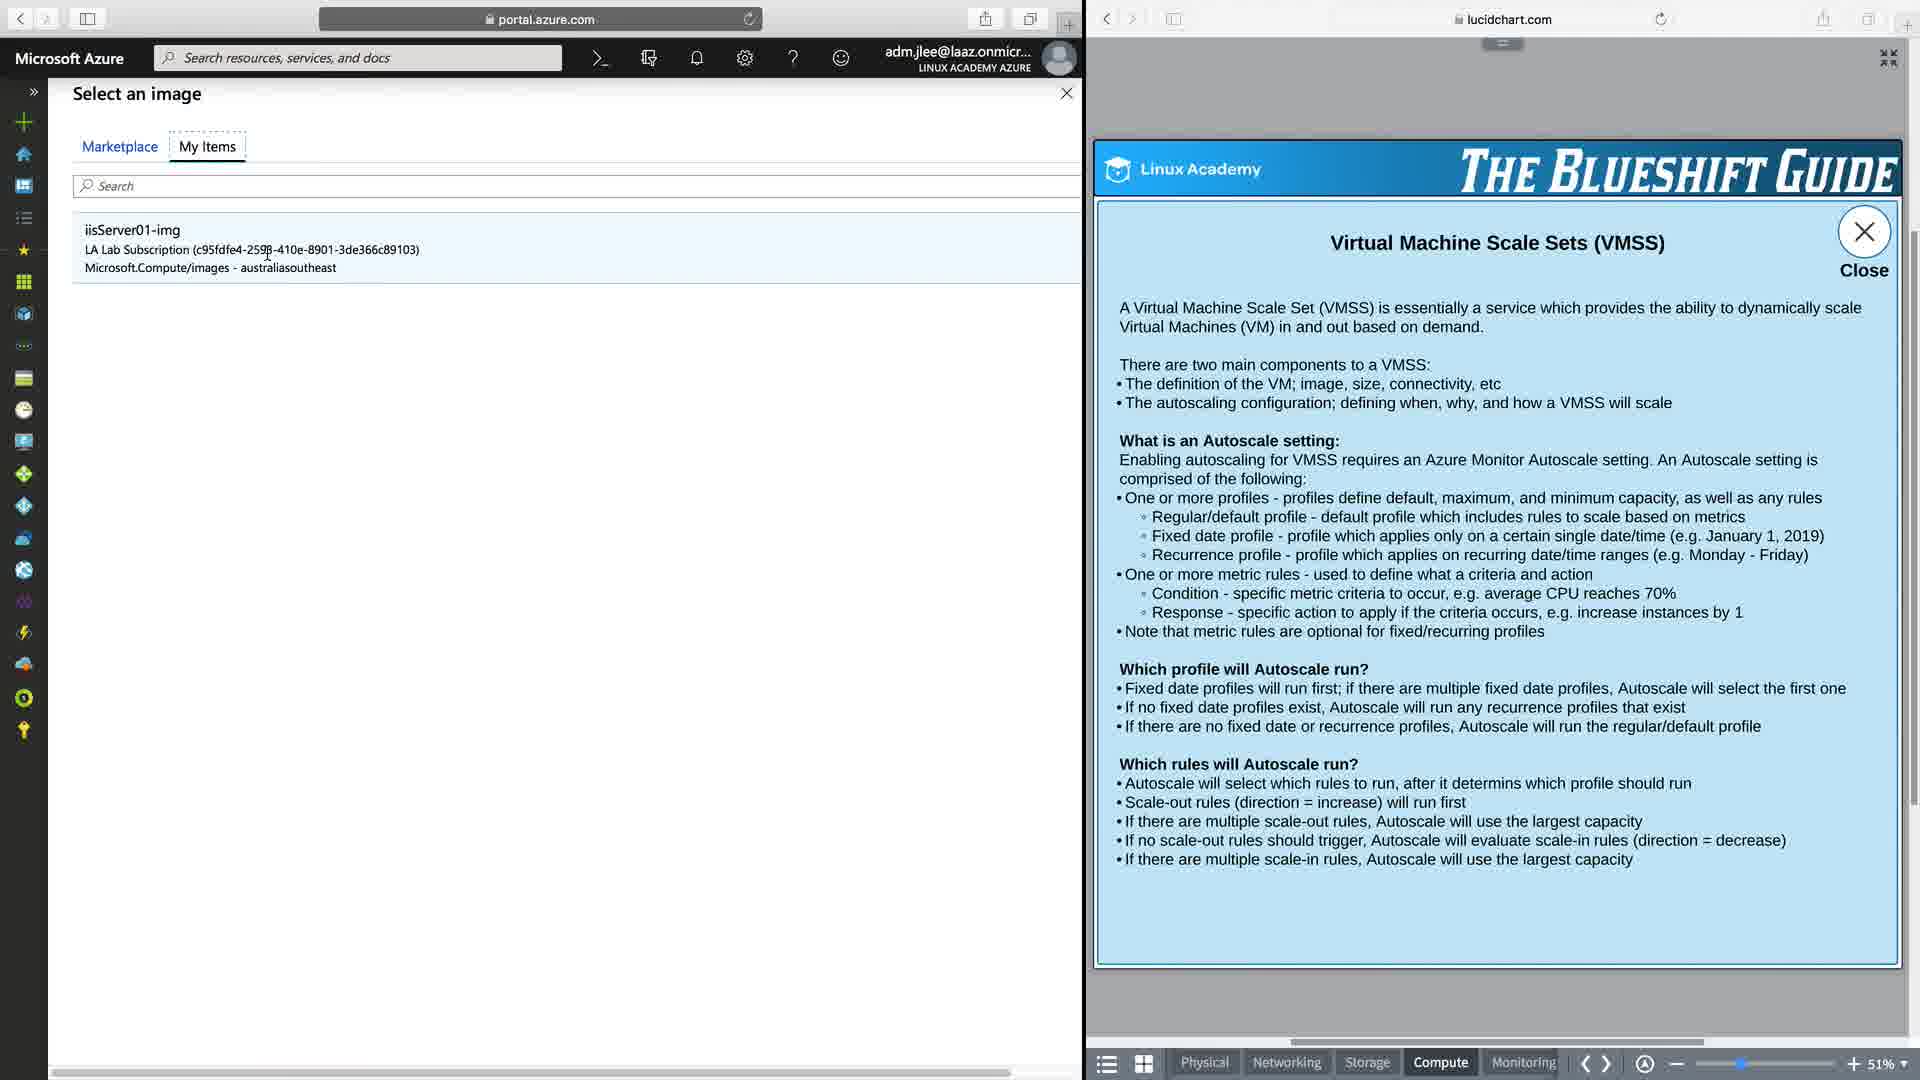 portal.azure.com
Microsoft Azure
Search resources, services, and docs
adm.jlee@laaz.onmicr...
LINUX ACADEMY AZURE
Select an image
Marketplace
My Items
Search
iisServer01-img
LA Lab Subscription (c95fdfe4-2593-410e-8901-3de366c89103)
Microsoft.Compute/images - australiasoutheast
lucidchart.com
Linux Academy
THE BLUESHIFT GUIDE
Virtual Machine Scale Sets (VMSS)
Close
A Virtual Machine Scale Set (VMSS) is essentially a service which provides the ability to dynamically scale
Virtual Machines (VM) in and out based on demand.
There are two main components to a VMSS:
• The definition of the VM; image, size, connectivity, etc
• The autoscaling configuration; defining when, why, and how a VMSS will scale
What is an Autoscale setting:
Enabling autoscaling for VMSS requires an Azure Monitor Autoscale setting. An Autoscale setting is
comprised of the following:
• One or more profiles - profiles define default, maximum, and minimum capacity, as well as any rules
◦ Regular/default profile - default profile which includes rules to scale based on metrics
◦ Fixed date profile - profile which applies only on a certain single date/time (e.g. January 1, 2019)
◦ Recurrence profile - profile which applies on recurring date/time ranges (e.g. Monday - Friday)
• One or more metric rules - used to define what a criteria and action
◦ Condition - specific metric criteria to occur, e.g. average CPU reaches 70%
◦ Response - specific action to apply if the criteria occurs, e.g. increase instances by 1
• Note that metric rules are optional for fixed/recurring profiles
Which profile will Autoscale run?
• Fixed date profiles will run first; if there are multiple fixed date profiles, Autoscale will select the first one
• If no fixed date profiles exist, Autoscale will run any recurrence profiles that exist
• If there are no fixed date or recurrence profiles, Autoscale will run the regular/default profile
Which rules will Autoscale run?
• Autoscale will select which rules to run, after it determins which profile should run
• Scale-out rules (direction = increase) will run first
• If there are multiple scale-out rules, Autoscale will use the largest capacity
• If no scale-out rules should trigger, Autoscale will evaluate scale-in rules (direction = decrease)
• If there are multiple scale-in rules, Autoscale will use the largest capacity
Physical
Networking
Storage
Compute
Monitoring
51%